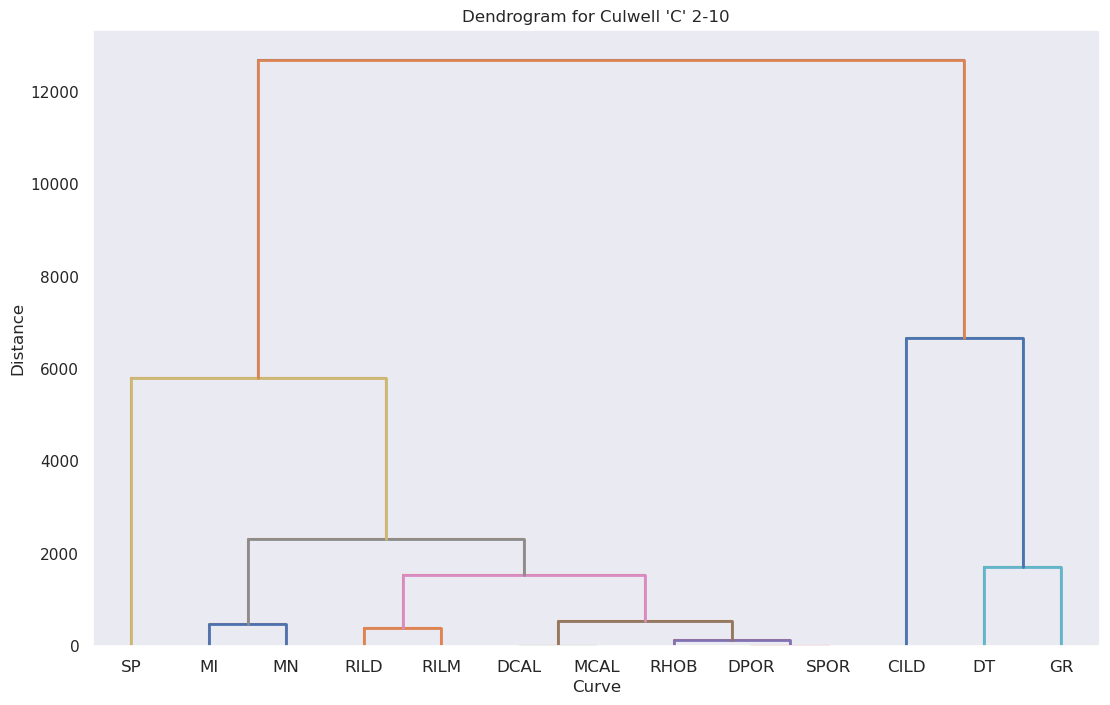 Dendrogram for Culwell 'C' 2-10
12000
10000
8000
6000
4000
2000
0
Distance
SP MI MN RILD RILM DCAL MCAL RHOB DPOR SPOR CILD DT GR
Curve